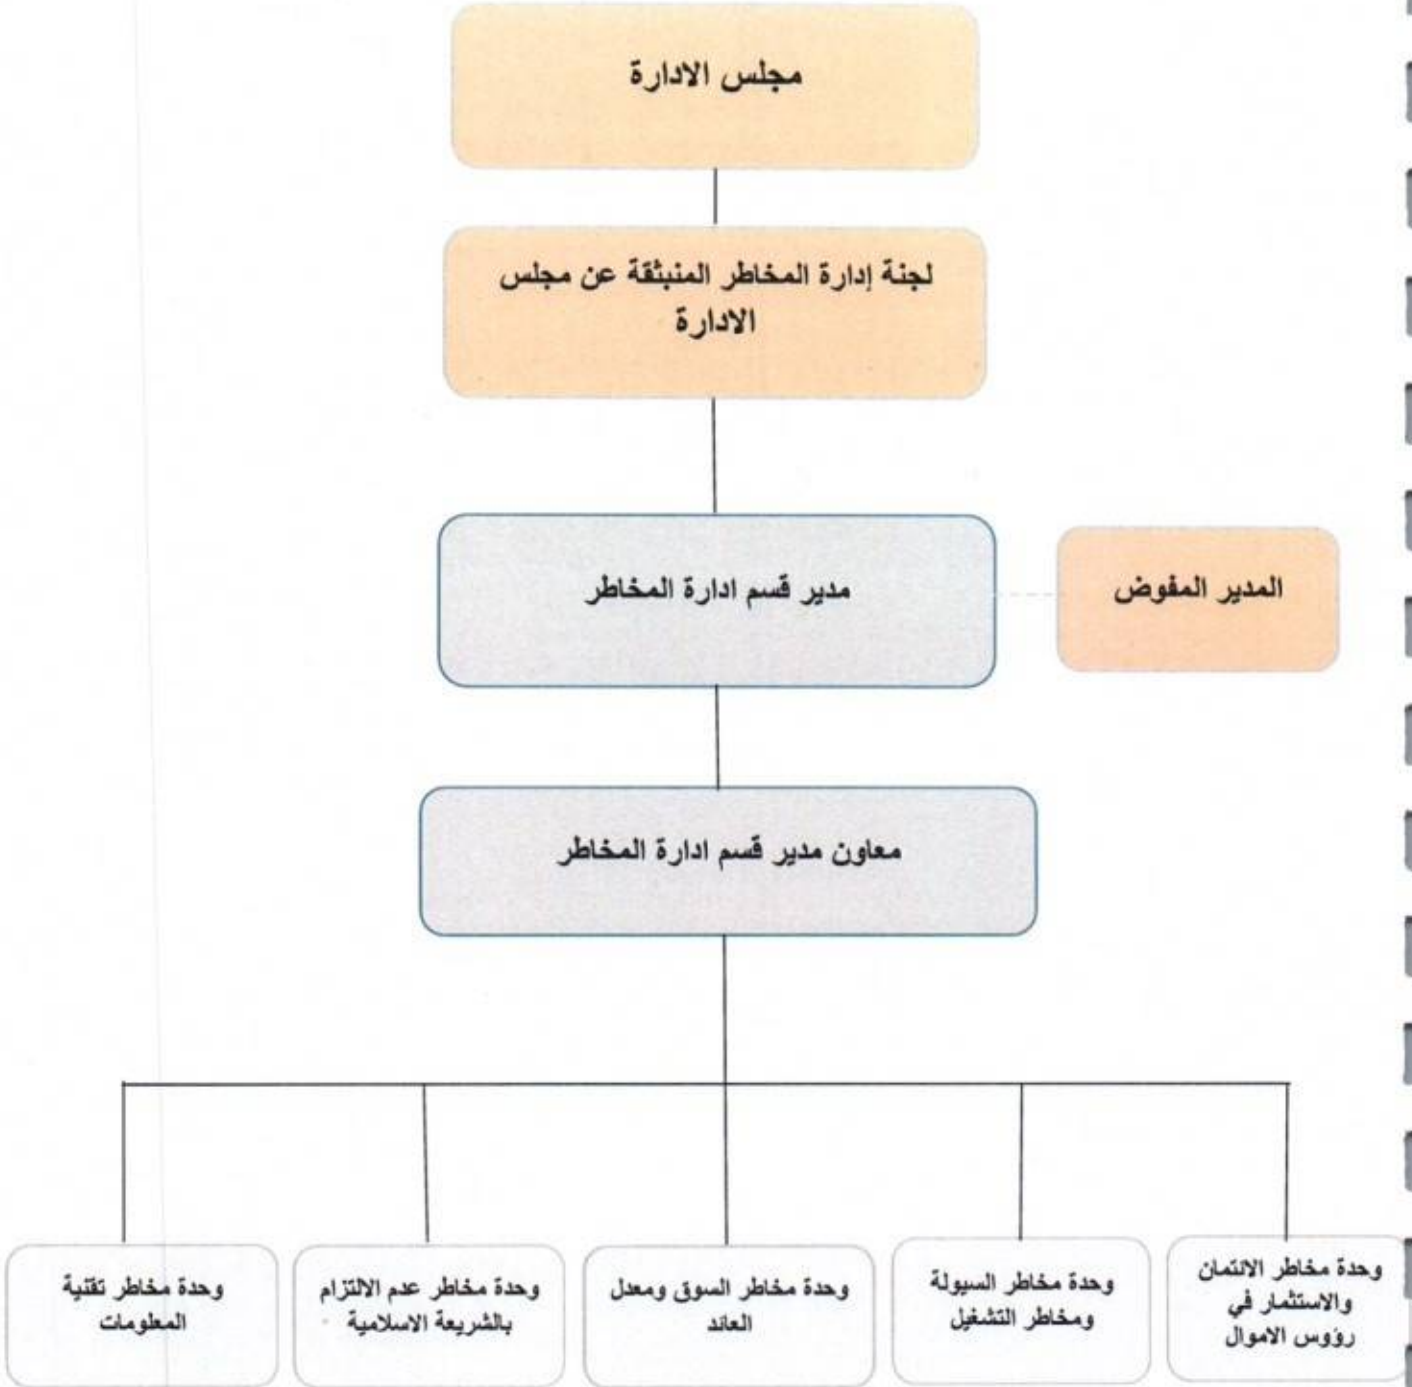 مجلس الادارة
لجنة إدارة المخاطر المنبثقة عن مجلس
الادارة
مدير قسم ادارة المخاطر
المدير المفوض
معاون مدير قسم ادارة المخاطر
وحدة مخاطر الائتمان
والاستثمار في
رؤوس الاموال
وحدة مخاطر السيولة
ومخاطر التشغيل
وحدة مخاطر السوق ومعدل
العائد
وحدة مخاطر عدم الالتزام
بالشريعة الاسلامية
وحدة مخاطر تقنية
المعلومات